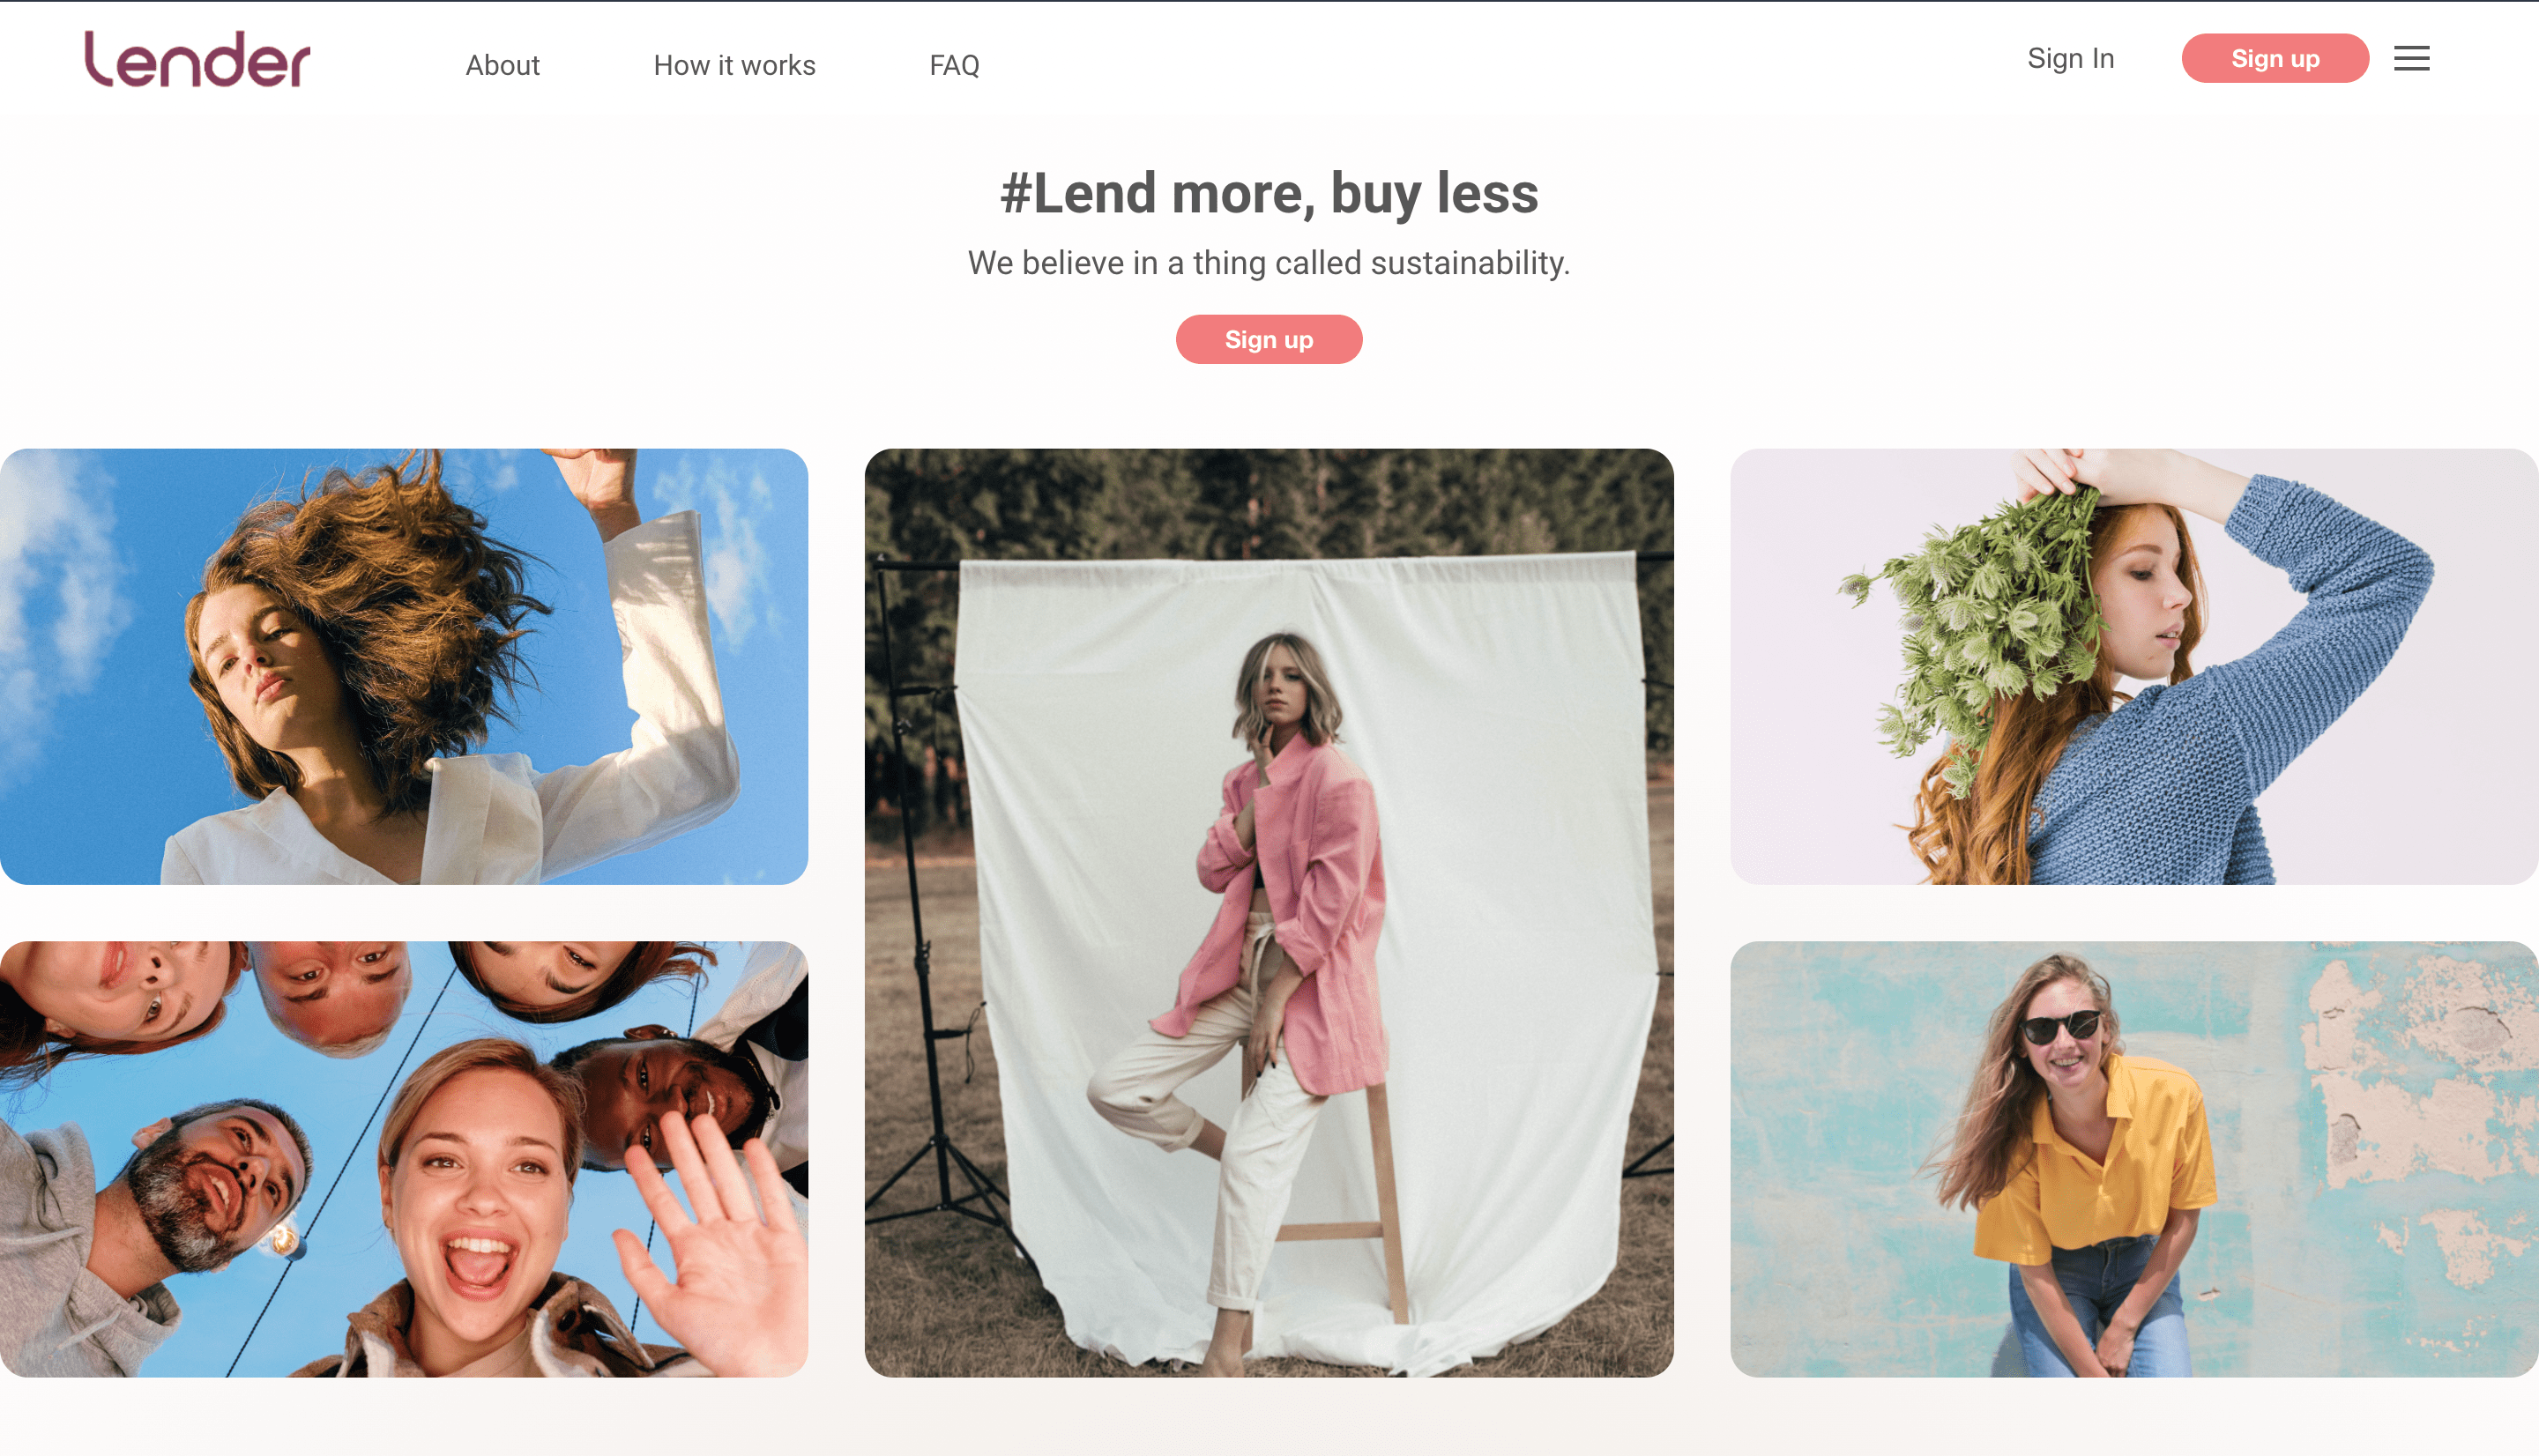 Lender
About
How it works
FAQ
Sign In
Sign up
#Lend more, buy less
We believe in a thing called sustainability.
Sign up